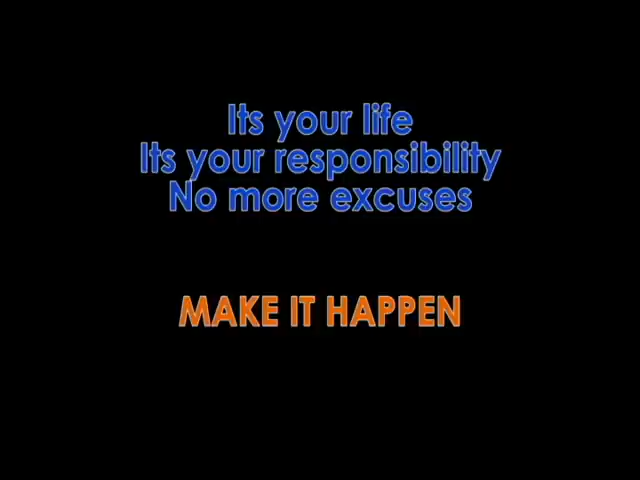 Its your life
Its your responsibility
No more excuses
MAKE IT HAPPEN